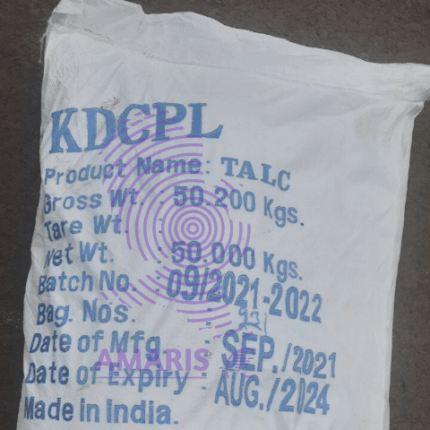 KDCPL
Product Name : TALC
Gross Wt. : 50.200 Kgs.
Tare Wt. :
Net Wt. : 50.000 Kgs.
Batch No. 09/2021-2022
Bag. Nos. :
Date of Mfg : SEP./2021
AMARIS
Date of Expiry : AUG./2024
Made in India.